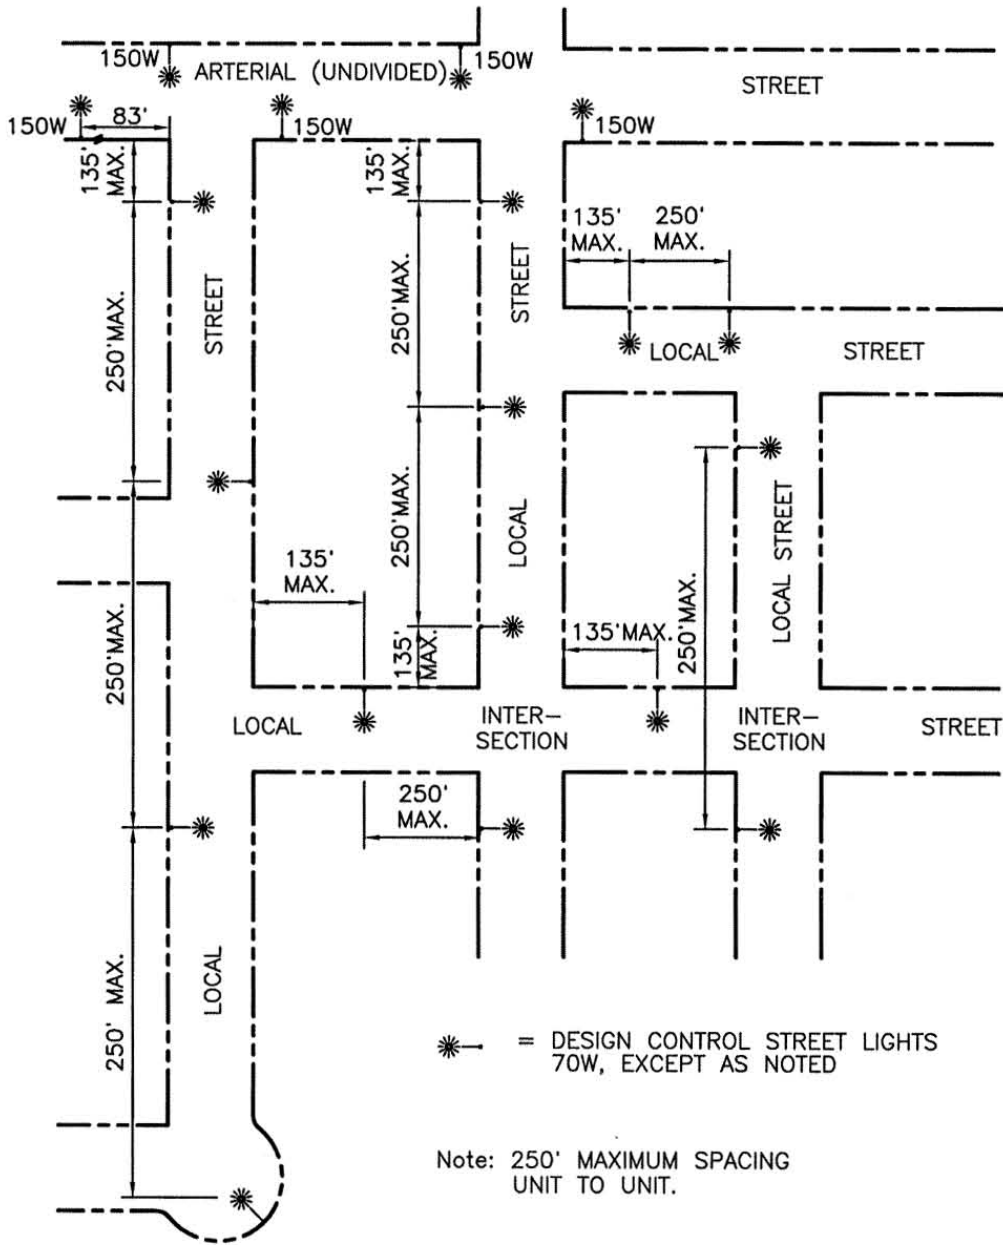 150W
150W
ARTERIAL (UNDIVIDED)
STREET
83'
150W
150W
150W
135'
MAX.
135'
MAX.
135'
MAX.
250'
MAX.
STREET
STREET
250'MAX.
250'MAX.
LOCAL
STREET
250'MAX.
LOCAL
LOCAL STREET
135'
MAX.
250'MAX.
135'
MAX.
135'MAX.
250'MAX.
LOCAL
INTER-
SECTION
INTER-
SECTION
STREET
250'
MAX.
LOCAL
250' MAX.
= DESIGN CONTROL STREET LIGHTS
70W, EXCEPT AS NOTED
Note: 250' MAXIMUM SPACING
UNIT TO UNIT.